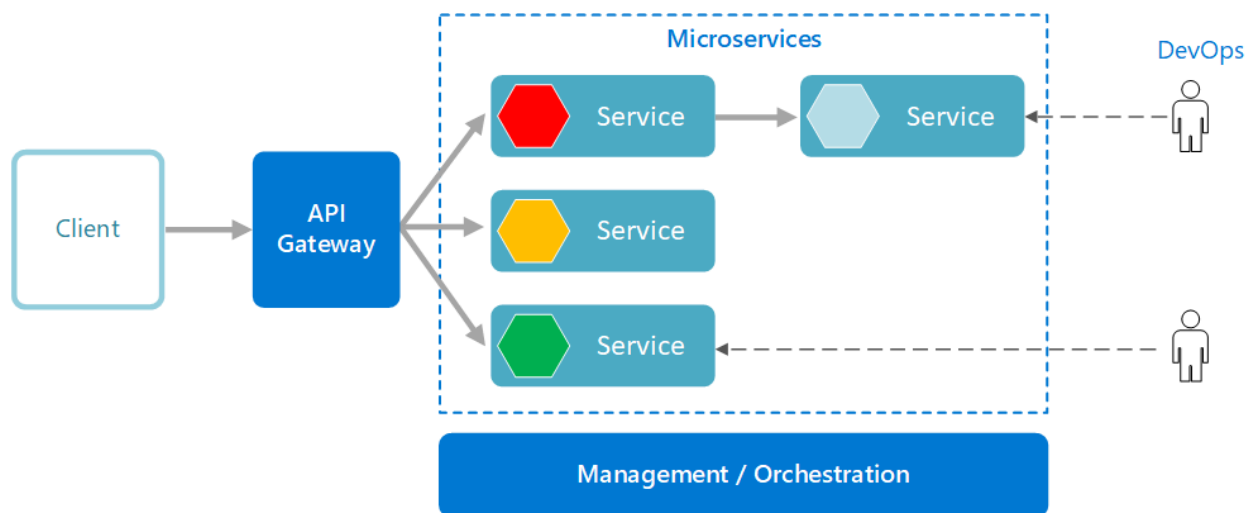 Microservices
DevOps
Service
Service
Client
API
Gateway
Service
Service
Management / Orchestration